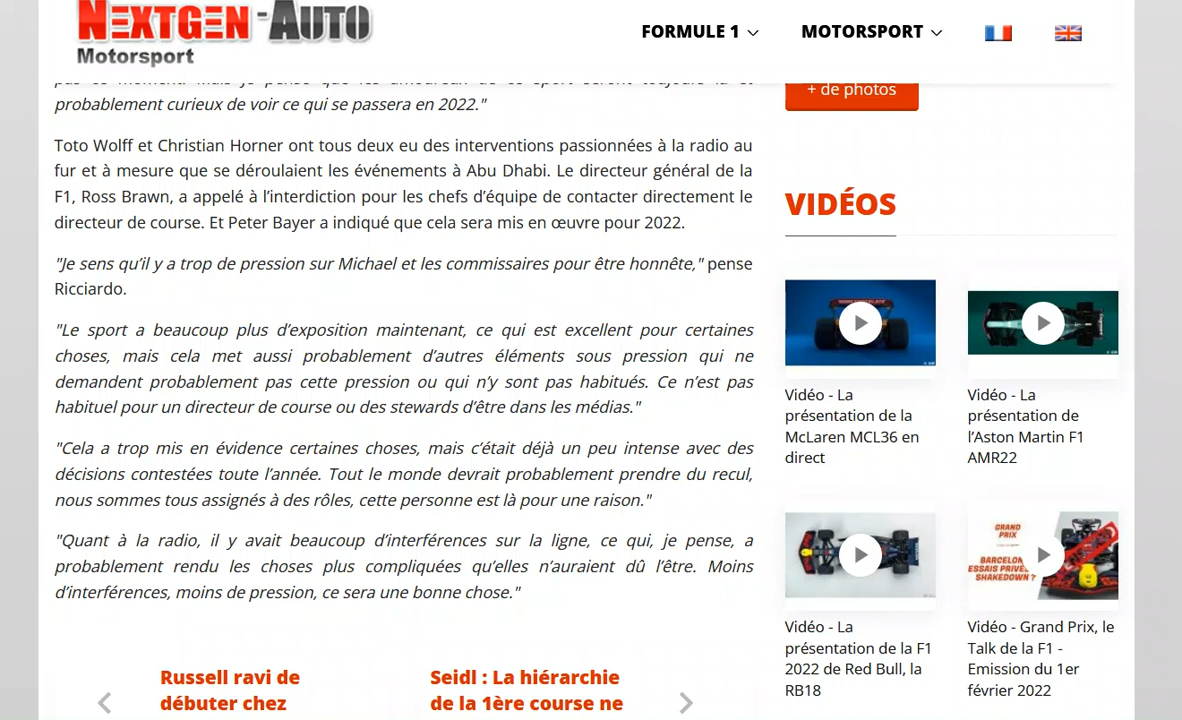 NEXTGEN-AUTO
Motorsport
FORMULE 1
MOTORSPORT
probablement curieux de voir ce qui se passera en 2022."
Toto Wolff et Christian Horner ont tous deux eu des interventions passionnées à la radio au
fur et à mesure que se déroulaient les événements à Abu Dhabi. Le directeur général de la
F1, Ross Brawn, a appelé à l'interdiction pour les chefs d'équipe de contacter directement le
directeur de course. Et Peter Bayer a indiqué que cela sera mis en œuvre pour 2022.
"Je sens qu'il y a trop de pression sur Michael et les commissaires pour être honnête," pense
Ricciardo.
"Le sport a beaucoup plus d'exposition maintenant, ce qui est excellent pour certaines
choses, mais cela met aussi probablement d'autres éléments sous pression qui ne
demandent probablement pas cette pression ou qui n'y sont pas habitués. Ce n'est pas
habituel pour un directeur de course ou des stewards d'être dans les médias."
"Cela a trop mis en évidence certaines choses, mais c'était déjà un peu intense avec des
décisions contestées toute l'année. Tout le monde devrait probablement prendre du recul,
nous sommes tous assignés à des rôles, cette personne est là pour une raison."
"Quant à la radio, il y avait beaucoup d'interférences sur la ligne, ce qui, je pense, a
probablement rendu les choses plus compliquées qu'elles n'auraient dû l'être. Moins
d'interférences, moins de pression, ce sera une bonne chose."
Russell ravi de
débuter chez
Seidl : La hiérarchie
de la 1ère course ne
+ de photos
VIDÉOS
Vidéo - La
présentation de la
McLaren MCL36 en
direct
Vidéo - La
présentation de
l'Aston Martin F1
AMR22
GRAND
PRIX
BARCELON
ESSAIS PRIVÉS
SHAKEDOWN ?
Vidéo - La
présentation de la F1
2022 de Red Bull, la
RB18
Vidéo - Grand Prix, le
Talk de la F1 -
Emission du 1er
février 2022